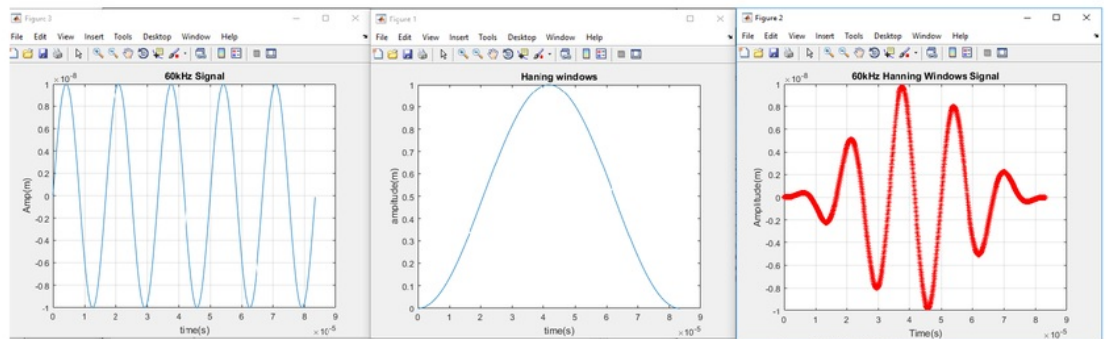 Figure 3
File Edit View Insert Tools Desktop Window Help
60kHz Signal
×10^-8
1
0.8
0.6
0.4
0.2
0
-0.2
-0.4
-0.6
-0.8
-1
Amp(m)
0 1 2 3 4 5 6 7 8 9
time(s)
×10^-5
Figure 1
File Edit View Insert Tools Desktop Window Help
Haning windows
1
0.9
0.8
0.7
0.6
0.5
0.4
0.3
0.2
0.1
0
ampitude(m)
0 1 2 3 4 5 6 7 8 9
time(s)
×10^-5
Figure 2
File Edit View Insert Tools Desktop Window Help
60kHz Hanning Windows Signal
×10^-8
1
0.8
0.6
0.4
0.2
0
-0.2
-0.4
-0.6
-0.8
-1
Amplitude(m)
0 1 2 3 4 5 6 7 8 9
Time(s)
×10^-5